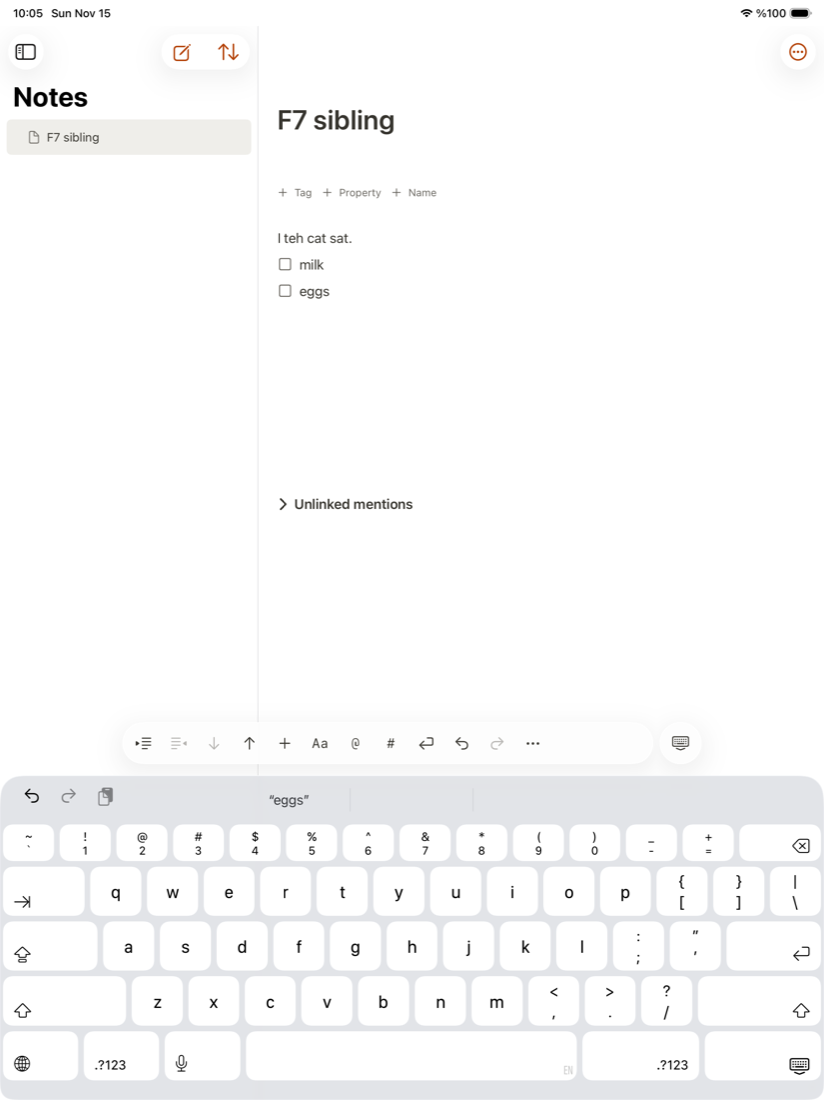 10:05 Sun Nov 15
%100
Notes
F7 sibling
F7 sibling
+ Tag + Property + Name
I teh cat sat.
milk
eggs
Unlinked mentions
Aa @ #
“eggs”
~ ! @ # $ % ^ & * ( ) _ +
` 1 2 3 4 5 6 7 8 9 0 - =
q w e r t y u i o p { } |
[ ] \
a s d f g h j k l : "
; '
z x c v b n m < > ?
, . /
.?123 EN .?123